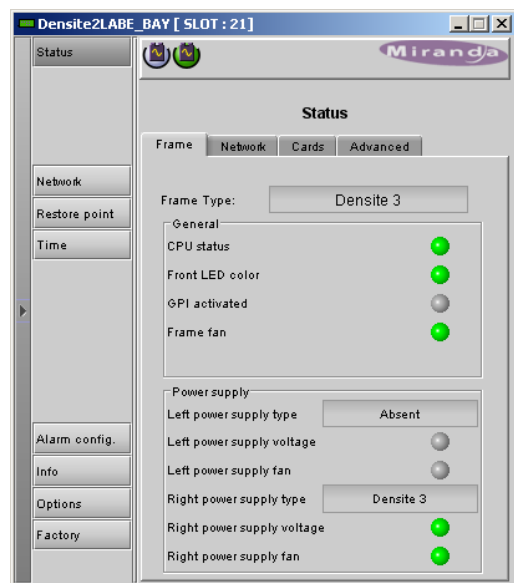 Densite2LABE_BAY [ SLOT : 21]
Status
Miranda
Status
Frame Network Cards Advanced
Network
Restore point
Time
Frame Type: Densite 3
General
CPU status
Front LED color
GPI activated
Frame fan
Power supply
Left power supply type Absent
Left power supply voltage
Left power supply fan
Right power supply type Densite 3
Right power supply voltage
Right power supply fan
Alarm config.
Info
Options
Factory